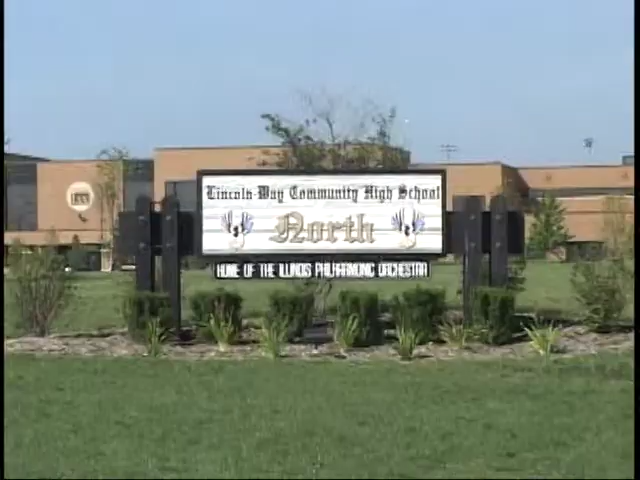 Lincoln-Way Community High School
North
HOME OF THE ILLINOIS PHILHARMONIC ORCHESTRA